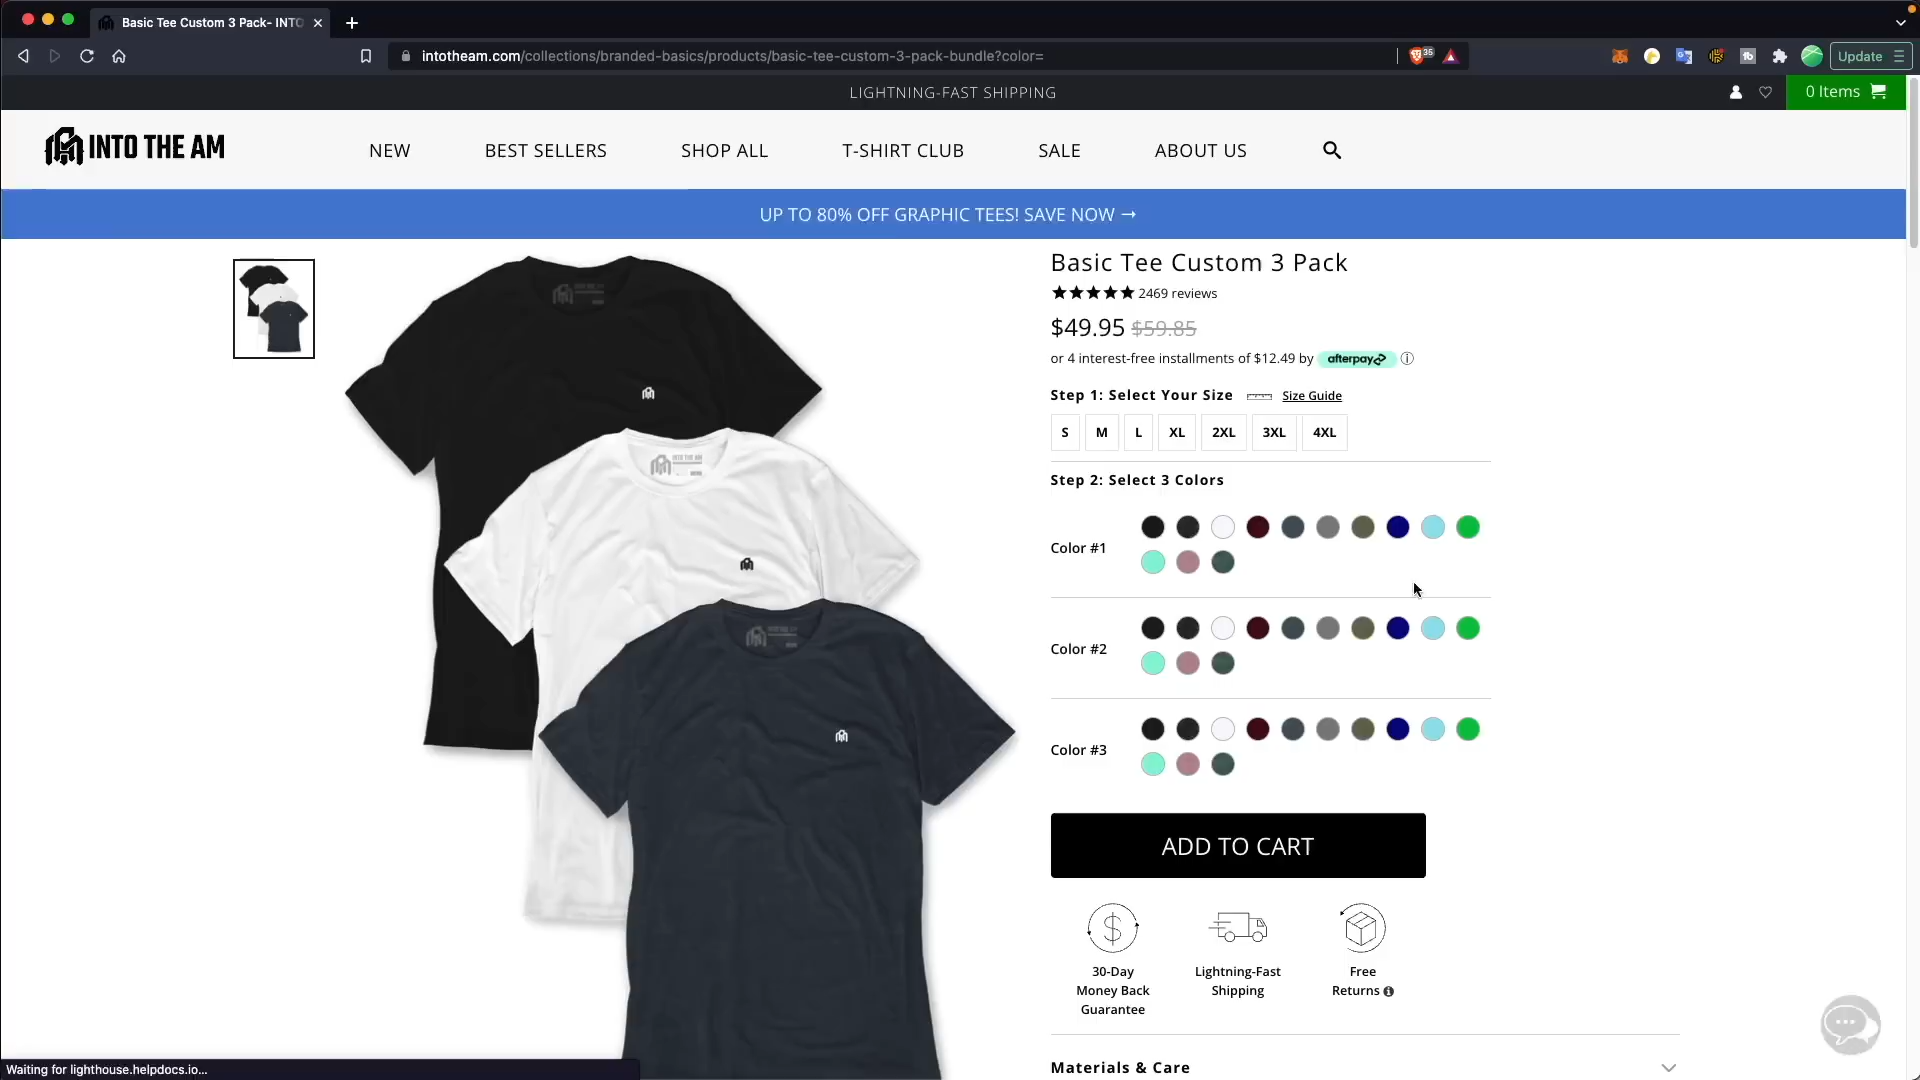 Basic Tee Custom 3 Pack- INTO
intotheam.com/collections/branded-basics/products/basic-tee-custom-3-pack-bundle?color=
35
Update
LIGHTNING-FAST SHIPPING
0 Items
INTO THE AM
NEW
BEST SELLERS
SHOP ALL
T-SHIRT CLUB
SALE
ABOUT US
UP TO 80% OFF GRAPHIC TEES! SAVE NOW →
Basic Tee Custom 3 Pack
★★★★★ 2469 reviews
$49.95 $59.85
or 4 interest-free installments of $12.49 by afterpay
Step 1: Select Your Size Size Guide
S M L XL 2XL 3XL 4XL
Step 2: Select 3 Colors
Color #1
Color #2
Color #3
ADD TO CART
30-Day
Money Back
Guarantee
Lightning-Fast
Shipping
Free
Returns
Materials & Care
Waiting for lighthouse.helpdocs.io...